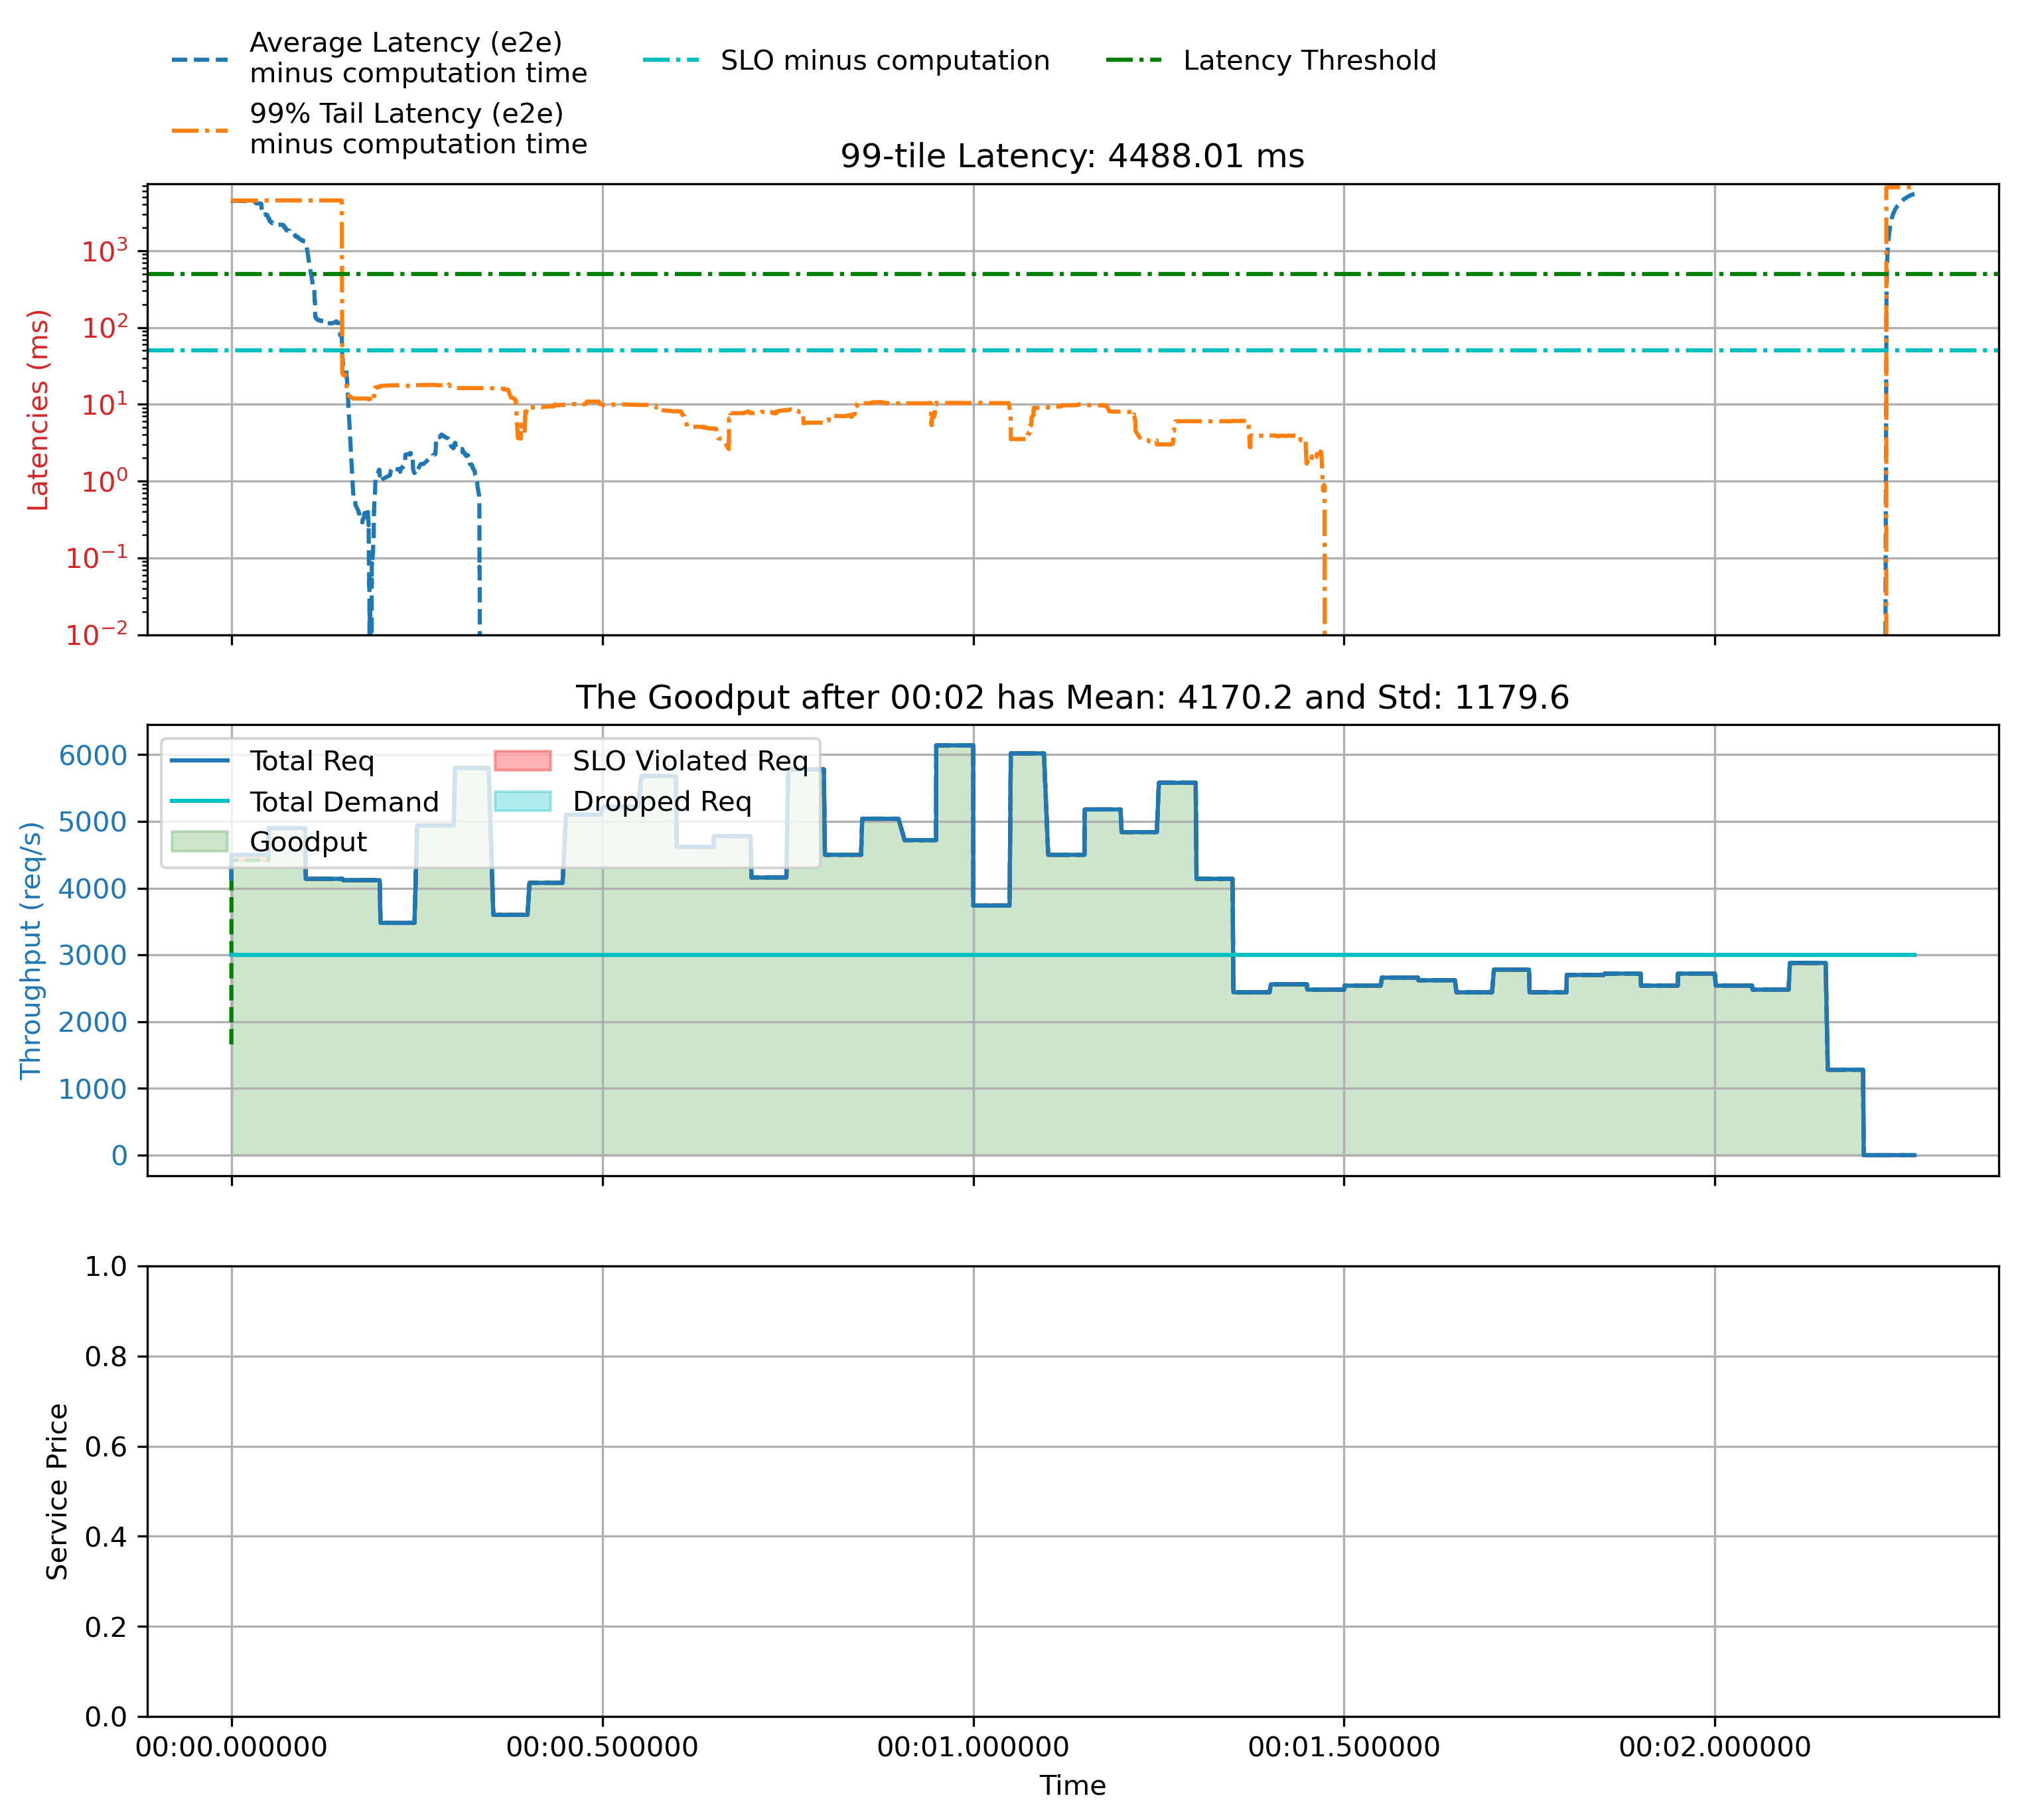 Average Latency (e2e)
minus computation time
99% Tail Latency (e2e)
minus computation time
SLO minus computation
Latency Threshold
99-tile Latency: 4488.01 ms
Latencies (ms)
10³
10²
10¹
10⁰
10⁻¹
10⁻²
The Goodput after 00:02 has Mean: 4170.2 and Std: 1179.6
Throughput (req/s)
6000
5000
4000
3000
2000
1000
0
Total Req
Total Demand
Goodput
SLO Violated Req
Dropped Req
Service Price
1.0
0.8
0.6
0.4
0.2
0.0
00:00.000000
00:00.500000
00:01.000000
00:01.500000
00:02.000000
Time